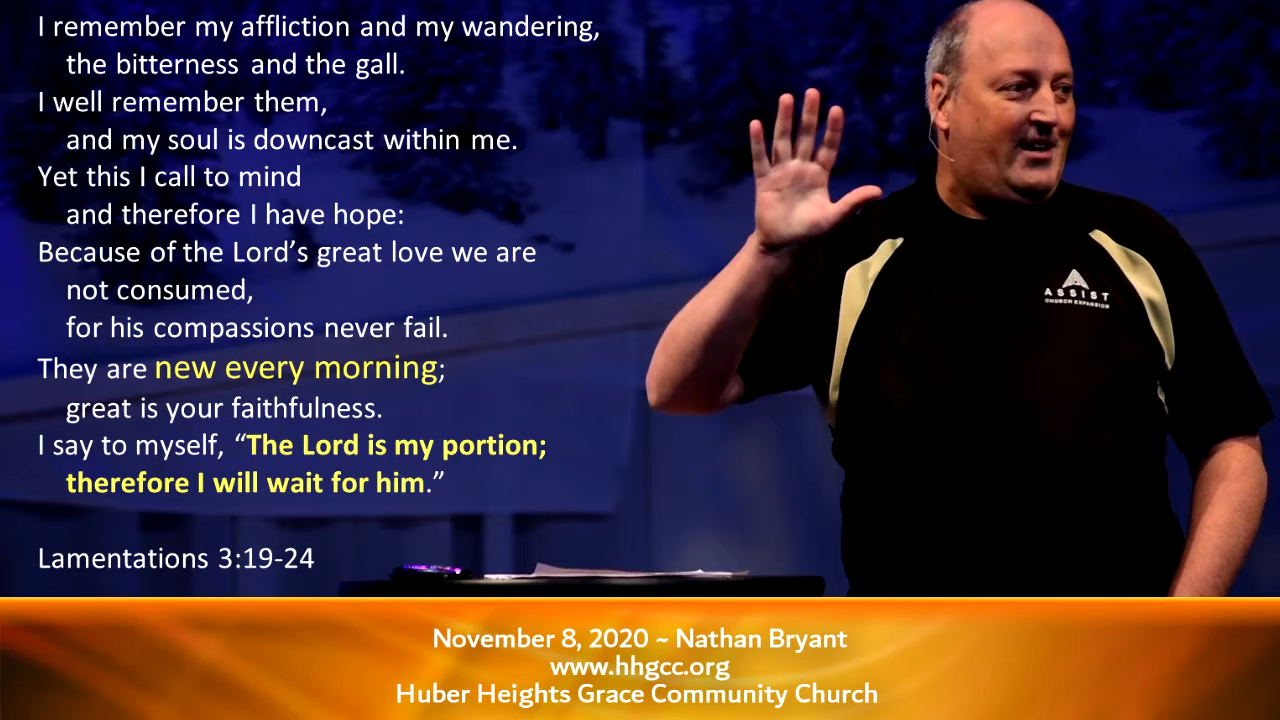 I remember my affliction and my wandering,
the bitterness and the gall.
I well remember them,
and my soul is downcast within me.
Yet this I call to mind
and therefore I have hope:
Because of the Lord’s great love we are
not consumed,
for his compassions never fail.
They are new every morning;
great is your faithfulness.
I say to myself, “The Lord is my portion;
therefore I will wait for him.”
Lamentations 3:19-24
ASSIST
CHURCH EXPANSION
November 8, 2020 ~ Nathan Bryant
www.hhgcc.org
Huber Heights Grace Community Church